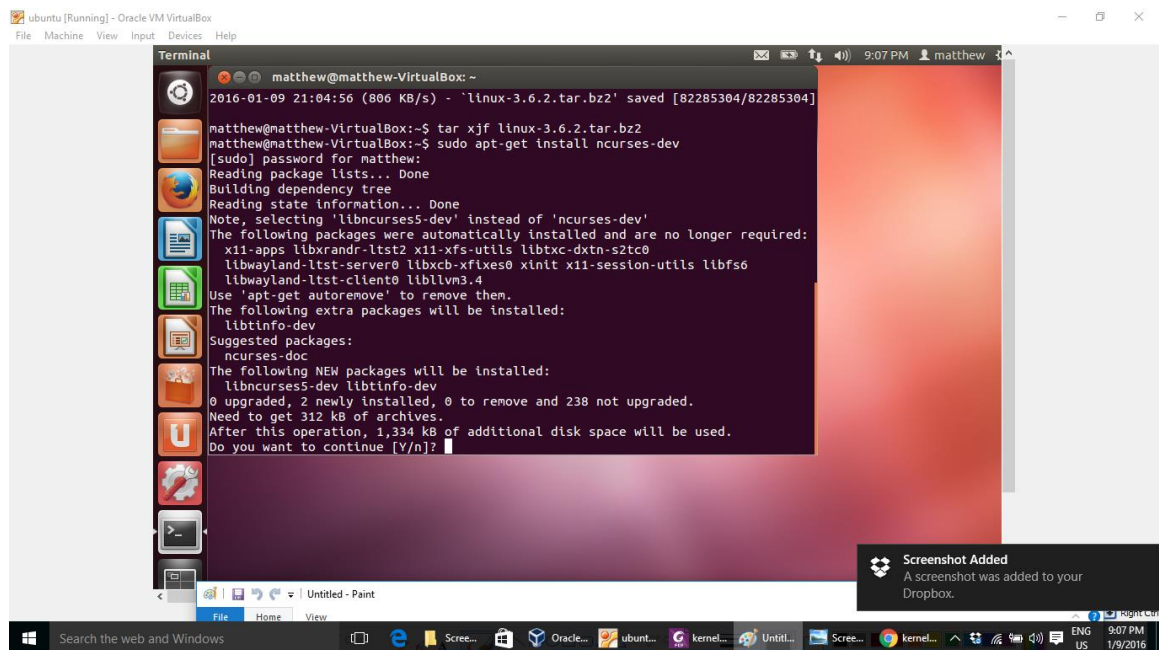 ubuntu [Running] - Oracle VM VirtualBox
File Machine View Input Devices Help
Terminal 9:07 PM matthew
matthew@matthew-VirtualBox: ~
2016-01-09 21:04:56 (806 KB/s) - `linux-3.6.2.tar.bz2' saved [82285304/82285304]
matthew@matthew-VirtualBox:~$ tar xjf linux-3.6.2.tar.bz2
matthew@matthew-VirtualBox:~$ sudo apt-get install ncurses-dev
[sudo] password for matthew:
Reading package lists... Done
Building dependency tree
Reading state information... Done
Note, selecting 'libncurses5-dev' instead of 'ncurses-dev'
The following packages were automatically installed and are no longer required:
x11-apps libxrandr-ltst2 x11-xfs-utils libtxc-dxtn-s2tc0
libwayland-ltst-server0 libxcb-xfixes0 xinit x11-session-utils libfs6
libwayland-ltst-client0 libllvm3.4
Use 'apt-get autoremove' to remove them.
The following extra packages will be installed:
libtinfo-dev
Suggested packages:
ncurses-doc
The following NEW packages will be installed:
libncurses5-dev libtinfo-dev
0 upgraded, 2 newly installed, 0 to remove and 238 not upgraded.
Need to get 312 kB of archives.
After this operation, 1,334 kB of additional disk space will be used.
Do you want to continue [Y/n]?
Screenshot Added
A screenshot was added to your
Dropbox.
Untitled - Paint
File Home View
Right Ctrl
Search the web and Windows Scree... Oracle... ubunt... kernel... Untitl... Scree... kernel... ENG 9:07 PM
US 1/9/2016